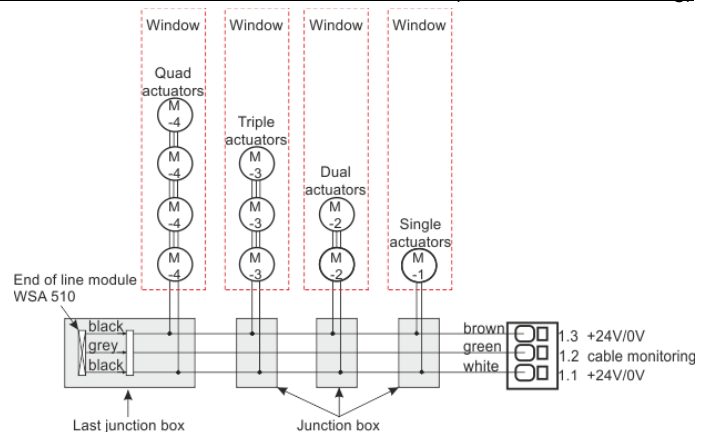 Window
Window
Window
Window
Quad
actuators
M
-4
M
-4
M
-4
M
-4
Triple
actuators
M
-3
M
-3
M
-3
Dual
actuators
M
-2
M
-2
Single
actuators
M
-1
End of line module
WSA 510
black
grey
black
brown
green
white
1.3 +24V/0V
1.2 cable monitoring
1.1 +24V/0V
Last junction box
Junction box